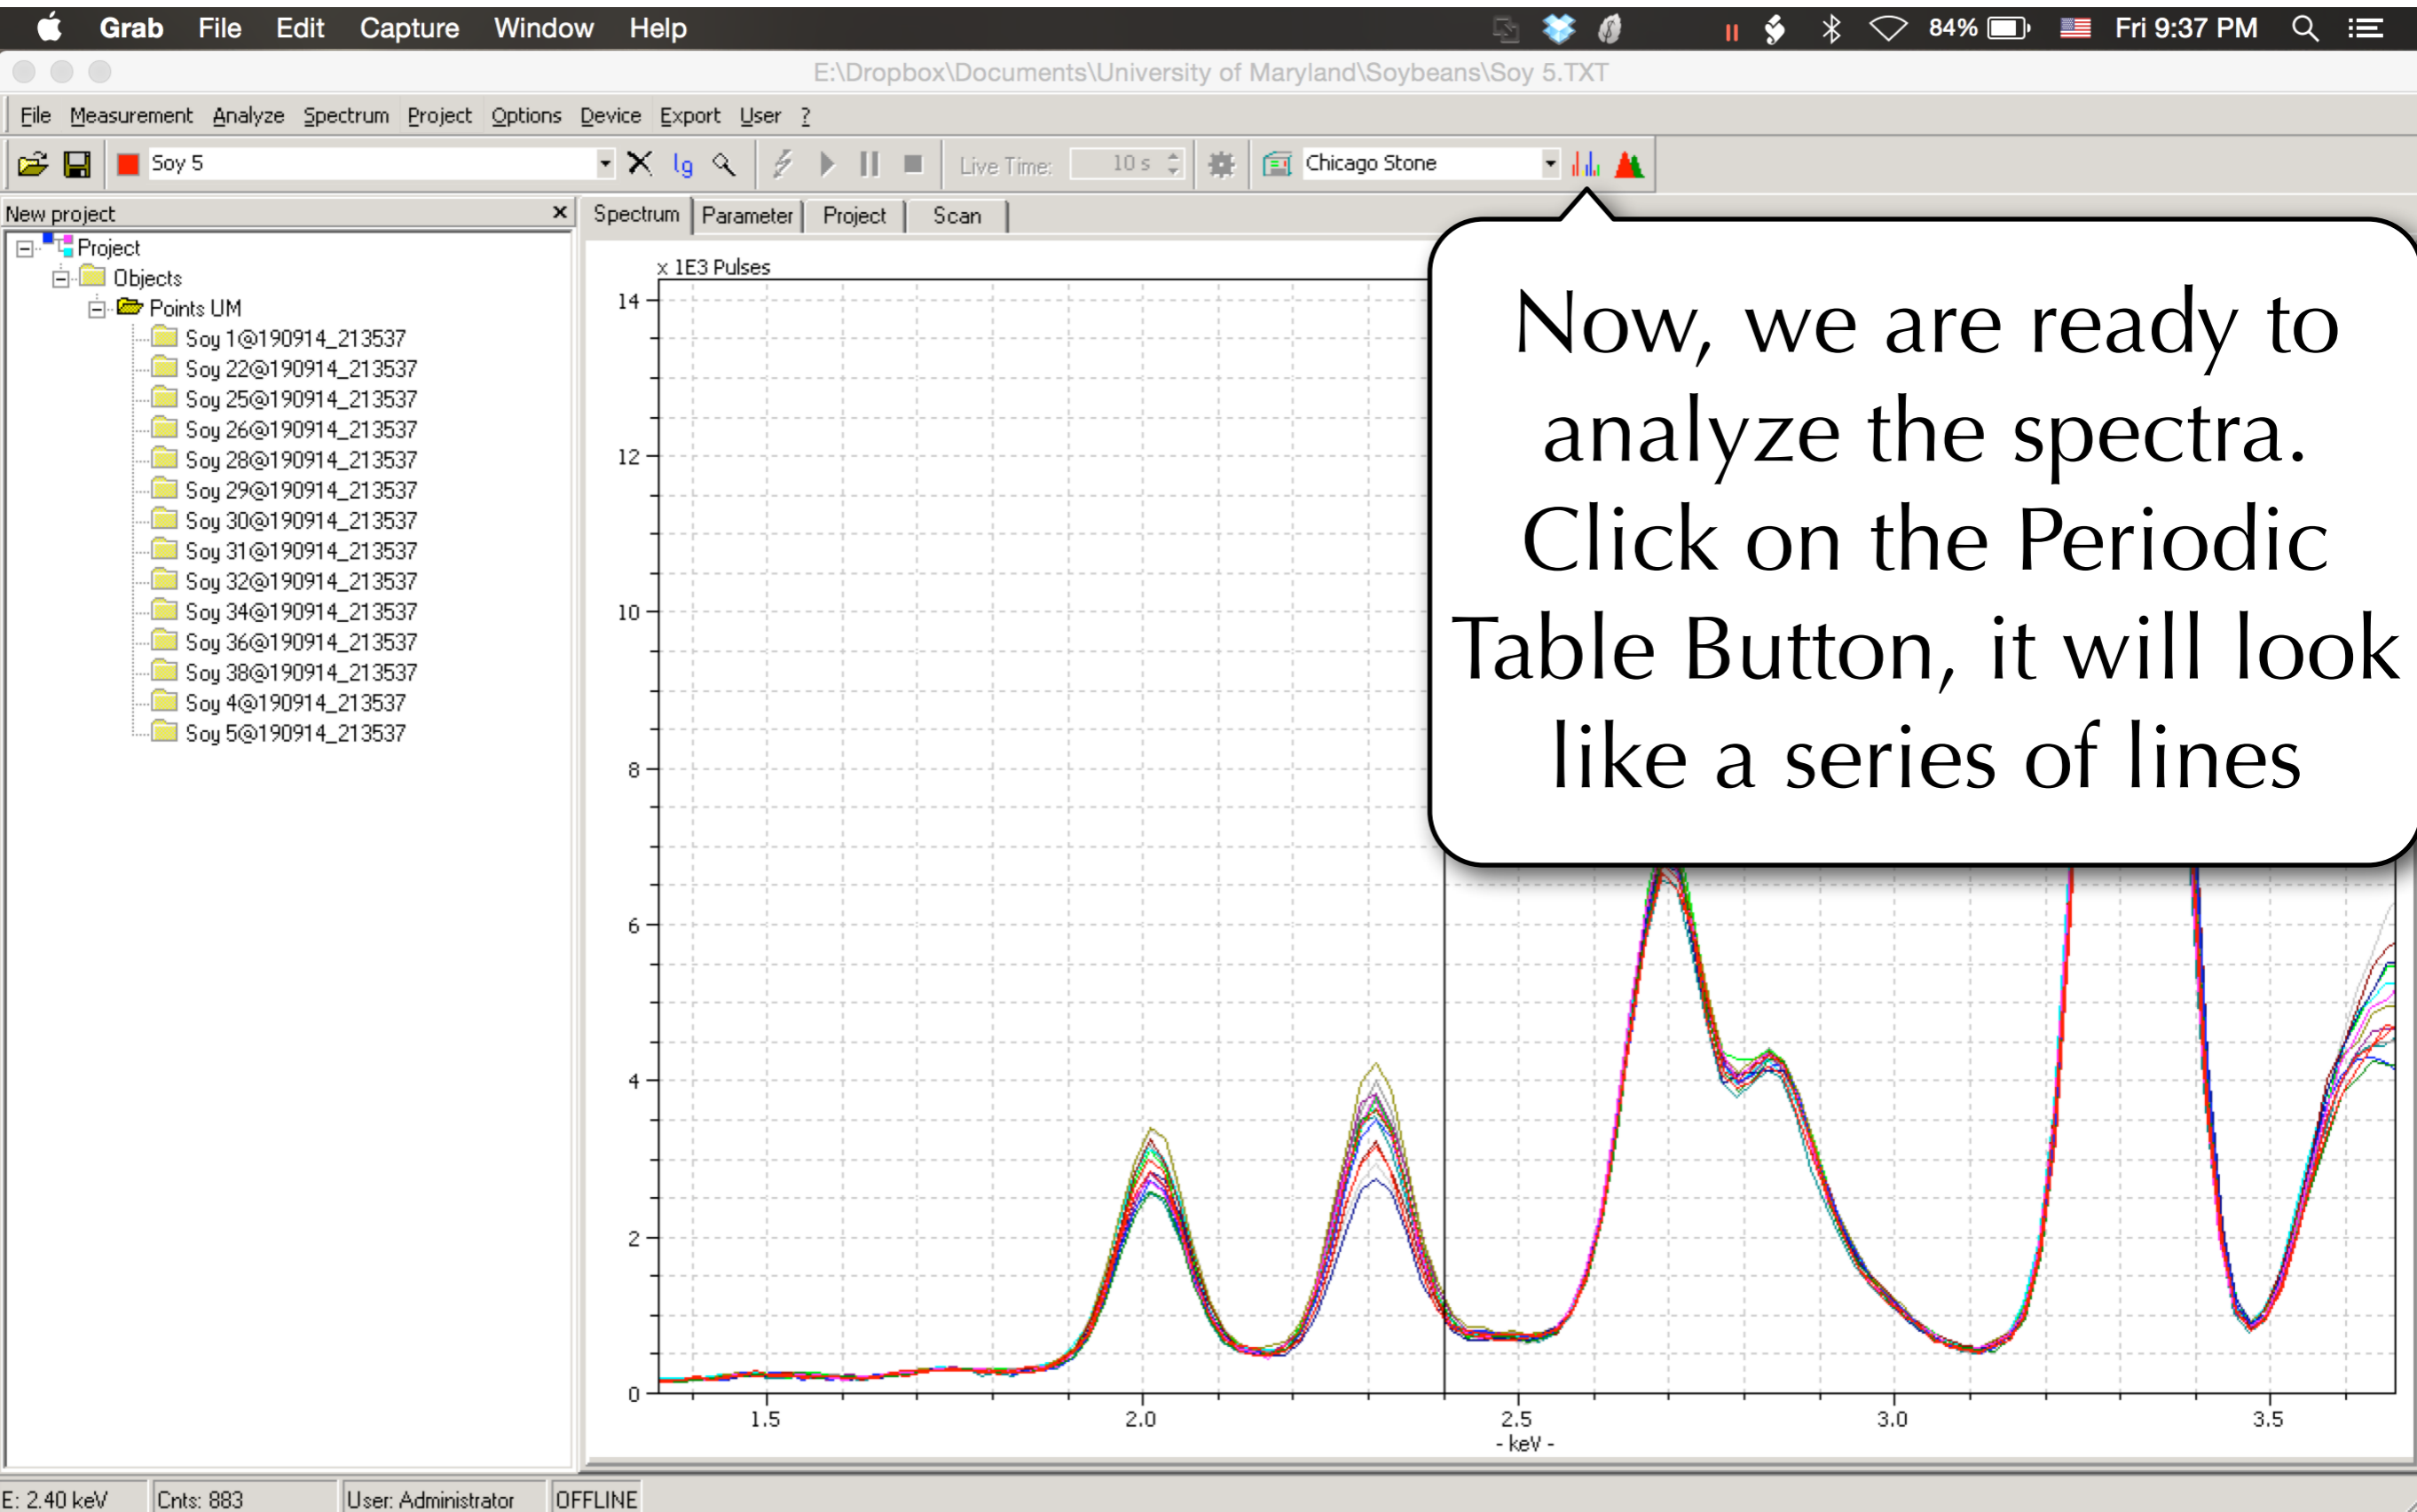 Grab File Edit Capture Window Help 84% Fri 9:37 PM
E:\Dropbox\Documents\University of Maryland\Soybeans\Soy 5.TXT
File Measurement Analyze Spectrum Project Options Device Export User ?
Soy 5 lg Live Time: 10 s Chicago Stone
New project
Spectrum Parameter Project Scan
Project
Objects
Points UM
Soy 1@190914_213537
Soy 22@190914_213537
Soy 25@190914_213537
Soy 26@190914_213537
Soy 28@190914_213537
Soy 29@190914_213537
Soy 30@190914_213537
Soy 31@190914_213537
Soy 32@190914_213537
Soy 34@190914_213537
Soy 36@190914_213537
Soy 38@190914_213537
Soy 4@190914_213537
Soy 5@190914_213537
x 1E3 Pulses
14
12
10
8
6
4
2
0
1.5 2.0 2.5 3.0 3.5
- keV -
Now, we are ready to
analyze the spectra.
Click on the Periodic
Table Button, it will look
like a series of lines
E: 2.40 keV Cnts: 883 User: Administrator OFFLINE